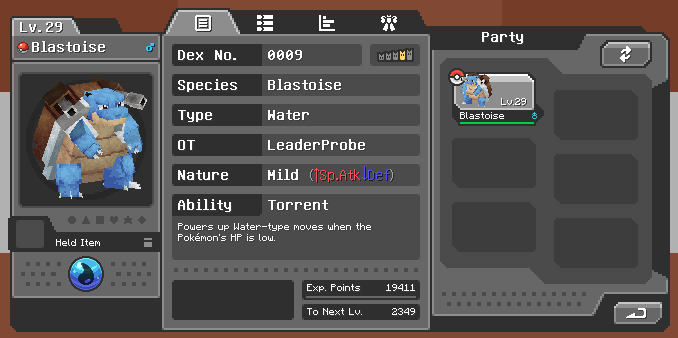 Lv.29
Blastoise ♂
Held Item
Dex No. 0009
Species Blastoise
Type Water
OT LeaderProbe
Nature Mild (↑Sp.Atk↓Def)
Ability Torrent
Powers up Water-type moves when the
Pokémon's HP is low.
Exp. Points 19411
To Next Lv. 2349
Party
Lv.29
Blastoise ♂